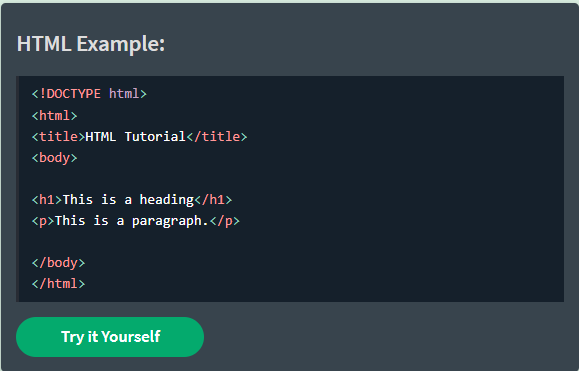 HTML Example:
<!DOCTYPE html>
<html>
<title>HTML Tutorial</title>
<body>
<h1>This is a heading</h1>
<p>This is a paragraph.</p>
</body>
</html>
Try it Yourself